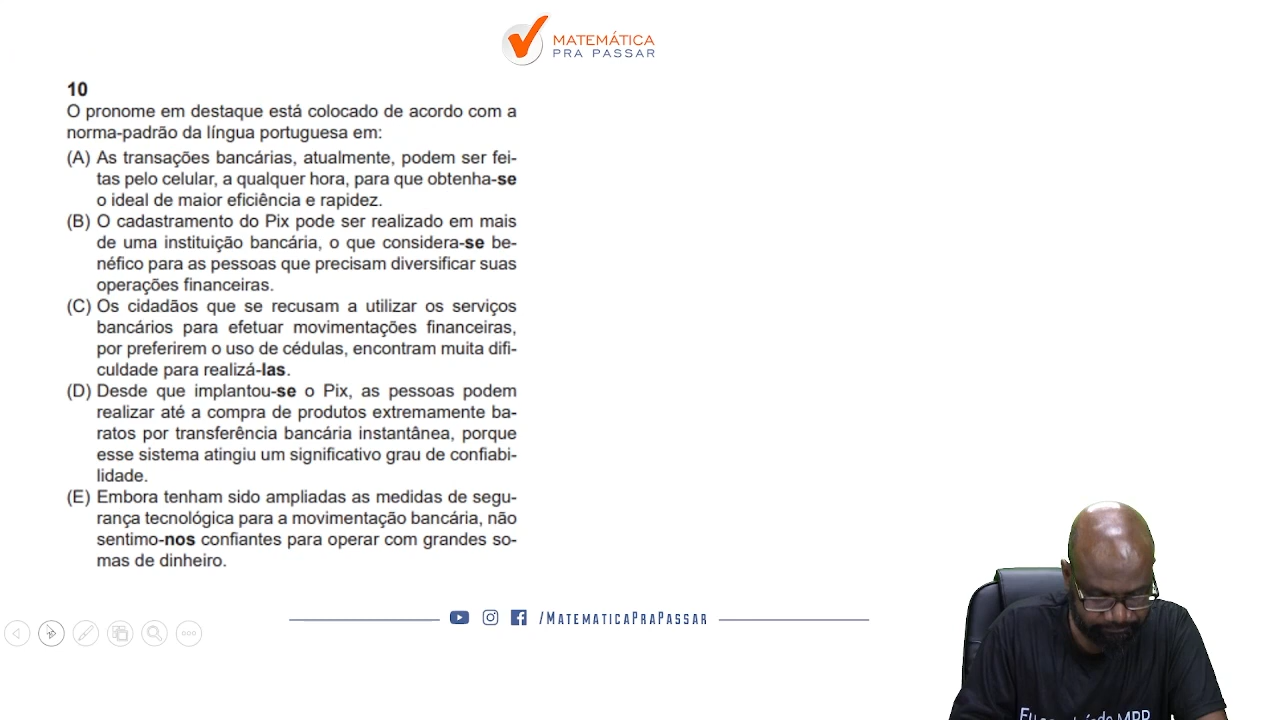 MATEMÁTICA
PRA PASSAR
10
O pronome em destaque está colocado de acordo com a
norma-padrão da língua portuguesa em:
(A) As transações bancárias, atualmente, podem ser fei-
tas pelo celular, a qualquer hora, para que obtenha-se
o ideal de maior eficiência e rapidez.
(B) O cadastramento do Pix pode ser realizado em mais
de uma instituição bancária, o que considera-se be-
néfico para as pessoas que precisam diversificar suas
operações financeiras.
(C) Os cidadãos que se recusam a utilizar os serviços
bancários para efetuar movimentações financeiras,
por preferirem o uso de cédulas, encontram muita difi-
culdade para realizá-las.
(D) Desde que implantou-se o Pix, as pessoas podem
realizar até a compra de produtos extremamente ba-
ratos por transferência bancária instantânea, porque
esse sistema atingiu um significativo grau de confiabi-
lidade.
(E) Embora tenham sido ampliadas as medidas de segu-
rança tecnológica para a movimentação bancária, não
sentimo-nos confiantes para operar com grandes so-
mas de dinheiro.
/MATEMATICAPRAPASSAR
MPP